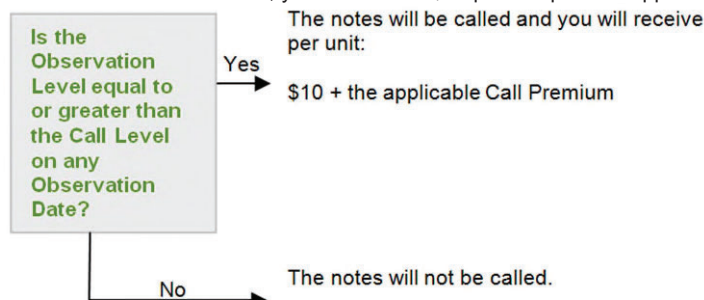 Is the
Observation
Level equal to
or greater than
the Call Level
on any
Observation
Date?
Yes
The notes will be called and you will receive
per unit:
$10 + the applicable Call Premium
No
The notes will not be called.